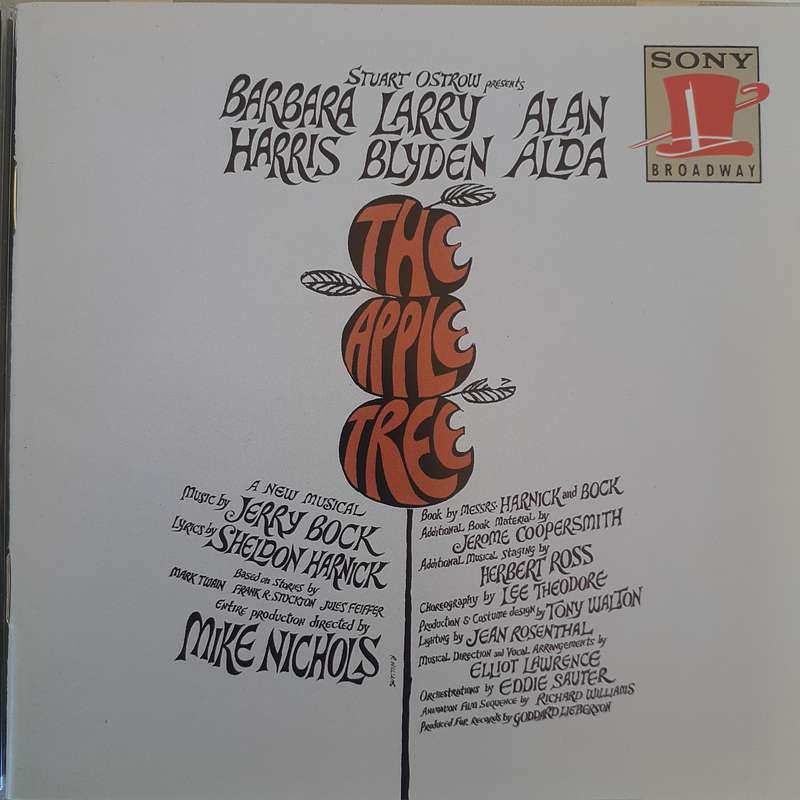 STUART OSTROW presents
BARBARA LARRY ALAN
HARRIS BLYDEN ALDA
SONY
BROADWAY
THE
APPLE
TREE
A NEW MUSICAL
Music by JERRY BOCK
Lyrics by SHELDON HARNICK
Based on Stories by
MARK TWAIN FRANK R. STOCKTON JULES FEIFFER
Entire production directed by
MIKE NICHOLS
Book by MESSRS. HARNICK and BOCK
Additional Book Material by
JEROME COOPERSMITH
Additional Musical Staging by
HERBERT ROSS
Choreography by LEE THEODORE
Production & Costume design by TONY WALTON
Lighting by JEAN ROSENTHAL
Musical Direction and Vocal Arrangements by
ELLIOT LAWRENCE
Orchestrations by EDDIE SAUTER
Animation Film Sequence by RICHARD WILLIAMS
Produced For Records by GODDARD LIEBERSON